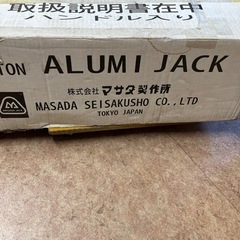 取扱説明書在中
ハンドル入り
TON ALUMI JACK
株式会社 マサダ製作所
MASADA SEISAKUSHO CO.,LTD
TOKYO JAPAN